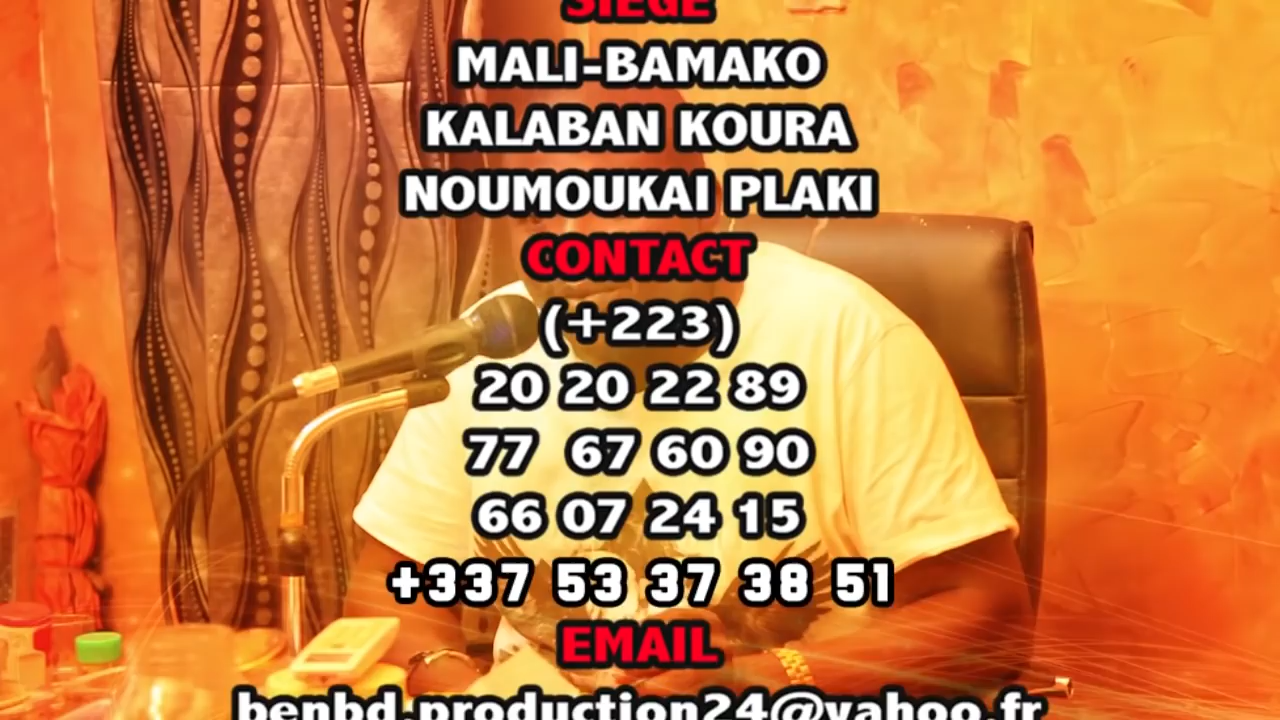 SIEGE
MALI-BAMAKO
KALABAN KOURA
NOUMOUKAI PLAKI
CONTACT
(+223)
20 20 22 89
77 67 60 90
66 07 24 15
+337 53 37 38 51
EMAIL
benbd.production24@yahoo.fr